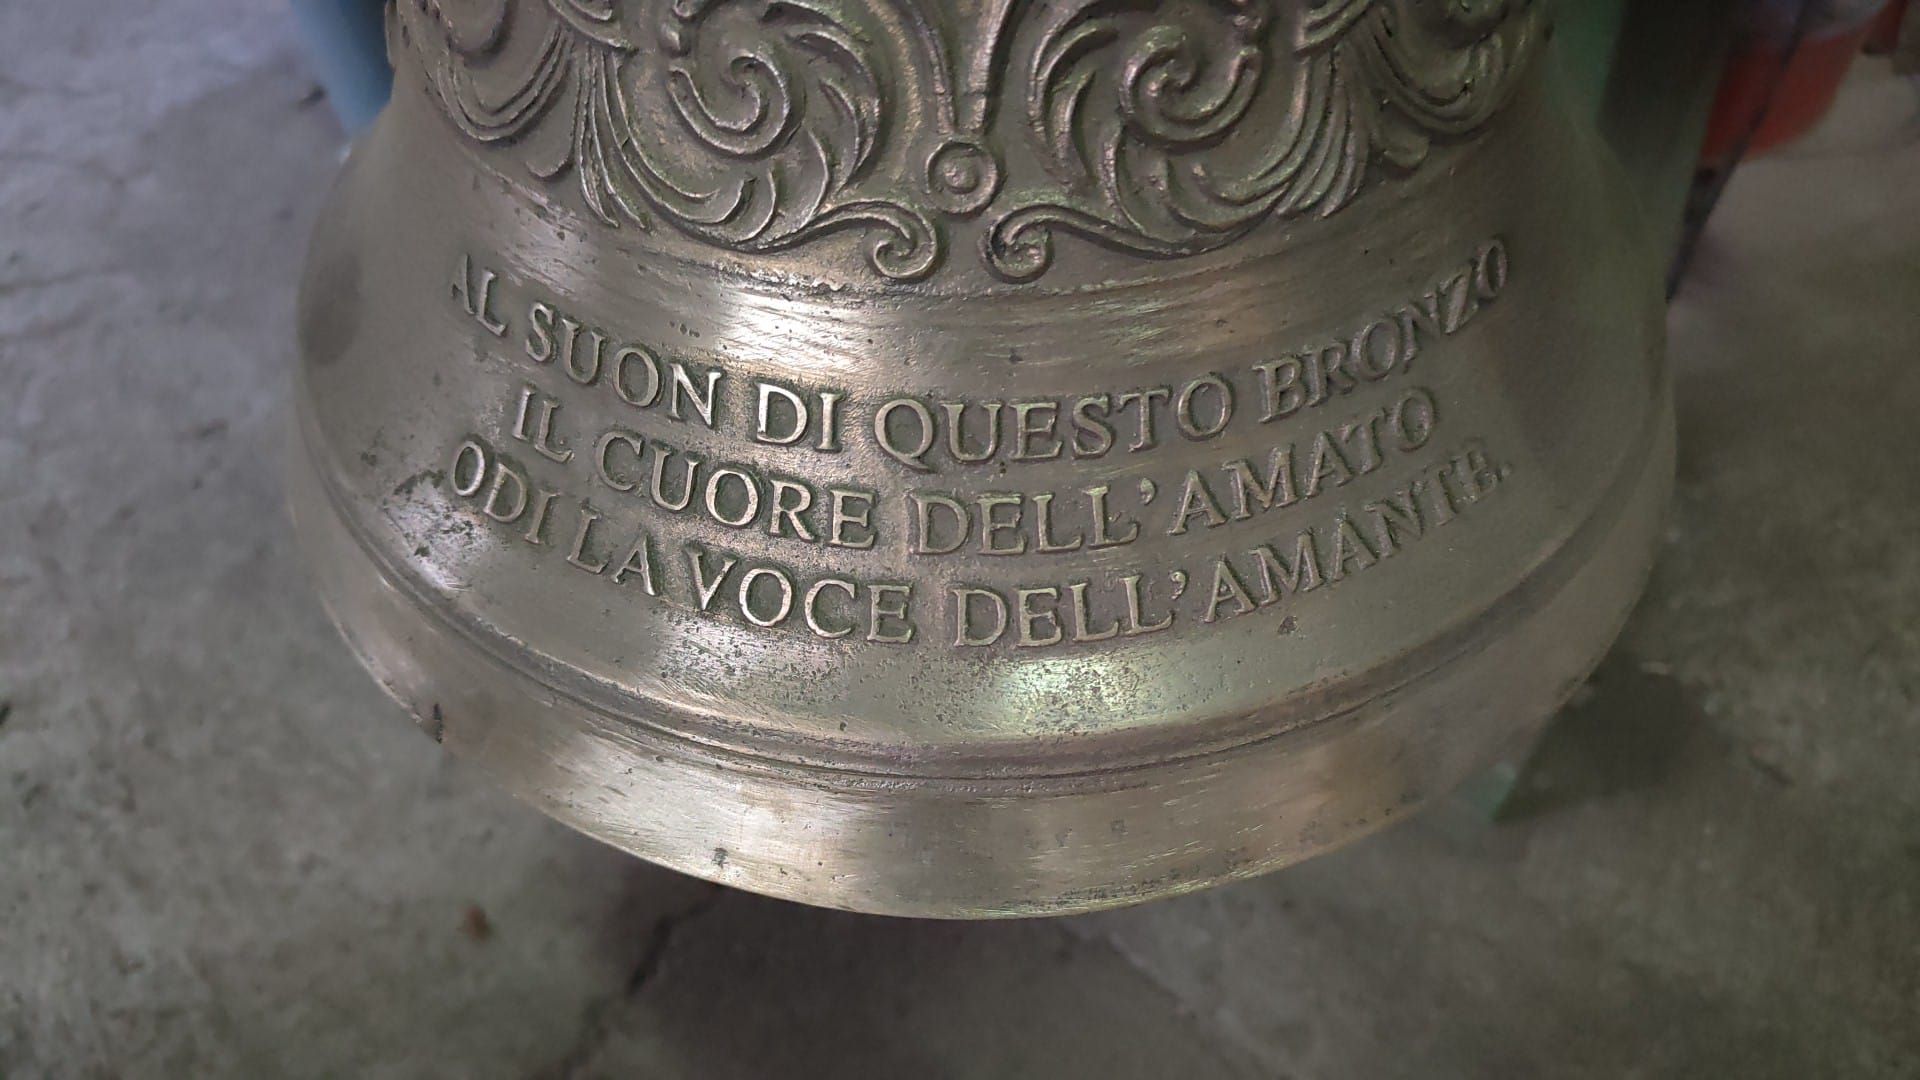 AL SUON DI QUESTO BRONZO
IL CUORE DELL'AMATO
ODI LA VOCE DELL'AMANTE.